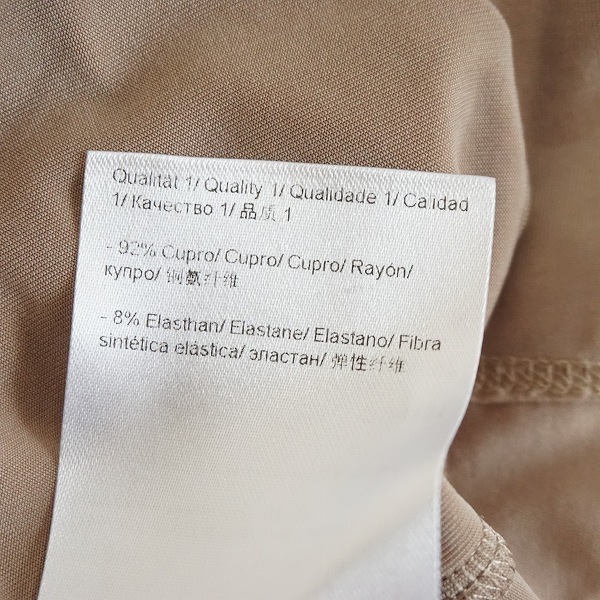 Qualität 1/ Quality 1/ Qualidade 1/ Calidad
1/ Качество 1/ 品质 1
- 92% Cupro/ Cupro/ Cupro/ Rayón/
купро/ 铜氨纤维
- 8% Elasthan/ Elastane/ Elastano/ Fibra
sintética elástica/ эластан/ 弹性纤维